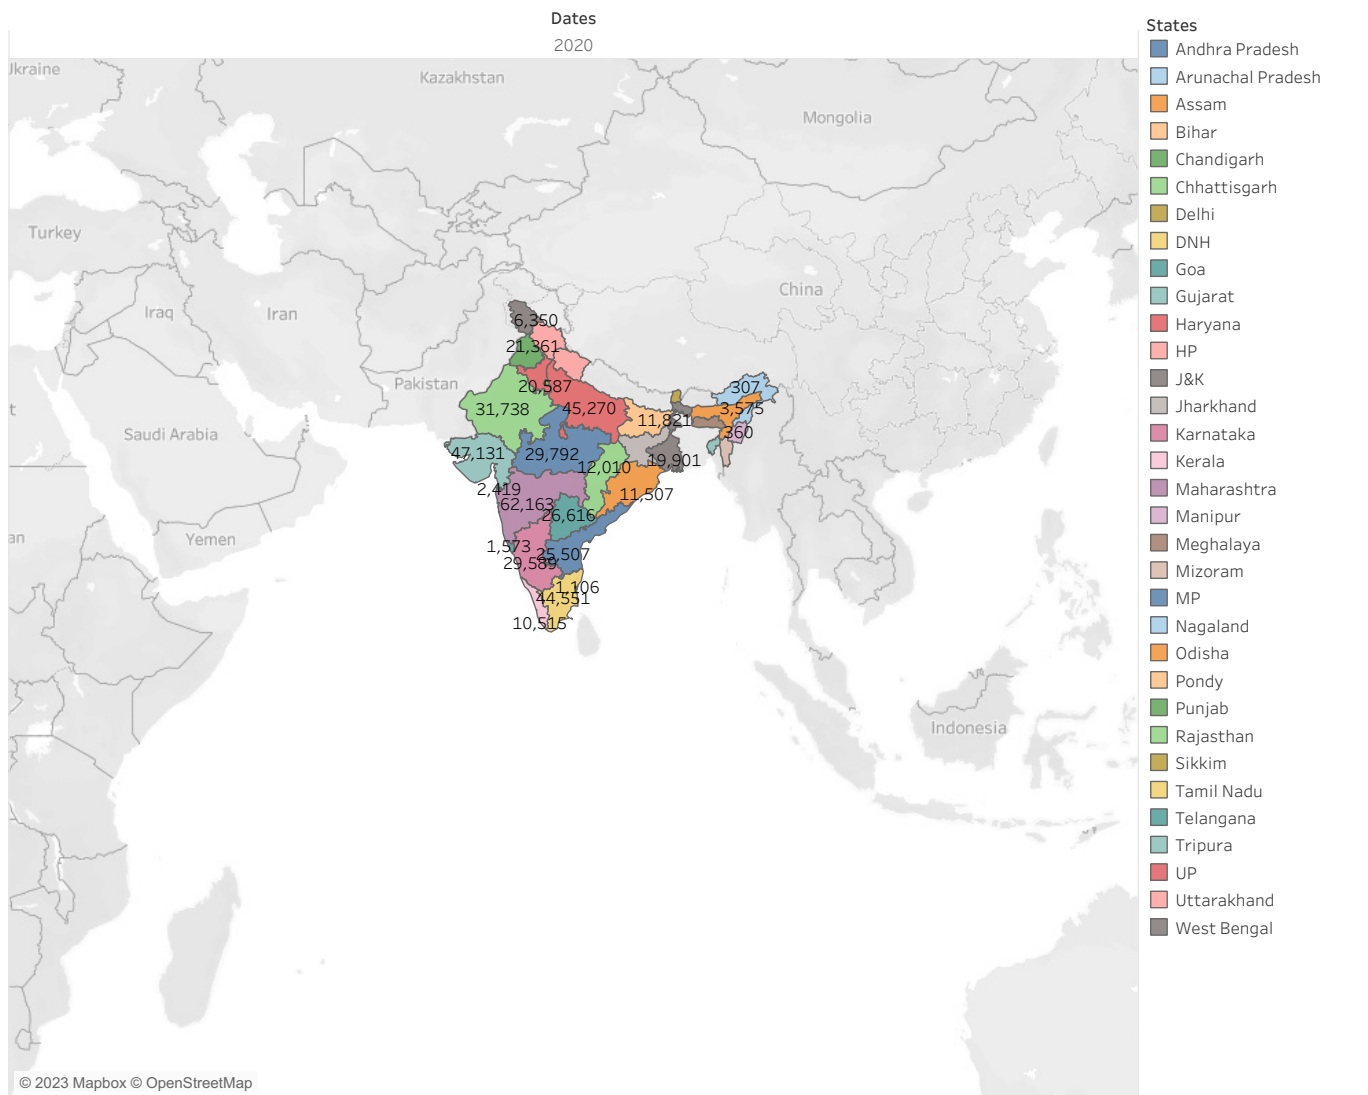 Dates
2020
States
Ukraine
Kazakhstan
Mongolia
Turkey
Iraq
Iran
China
Pakistan
Saudi Arabia
Yemen
Indonesia
6,350
21,361
20,587
31,738
45,270
307
3,575
11,821
360
47,131
29,792
19,901
12,010
2,419
11,507
62,163
26,616
1,573
25,507
29,589
1,106
44,551
10,515
Andhra Pradesh
Arunachal Pradesh
Assam
Bihar
Chandigarh
Chhattisgarh
Delhi
DNH
Goa
Gujarat
Haryana
HP
J&K
Jharkhand
Karnataka
Kerala
Maharashtra
Manipur
Meghalaya
Mizoram
MP
Nagaland
Odisha
Pondy
Punjab
Rajasthan
Sikkim
Tamil Nadu
Telangana
Tripura
UP
Uttarakhand
West Bengal
© 2023 Mapbox © OpenStreetMap